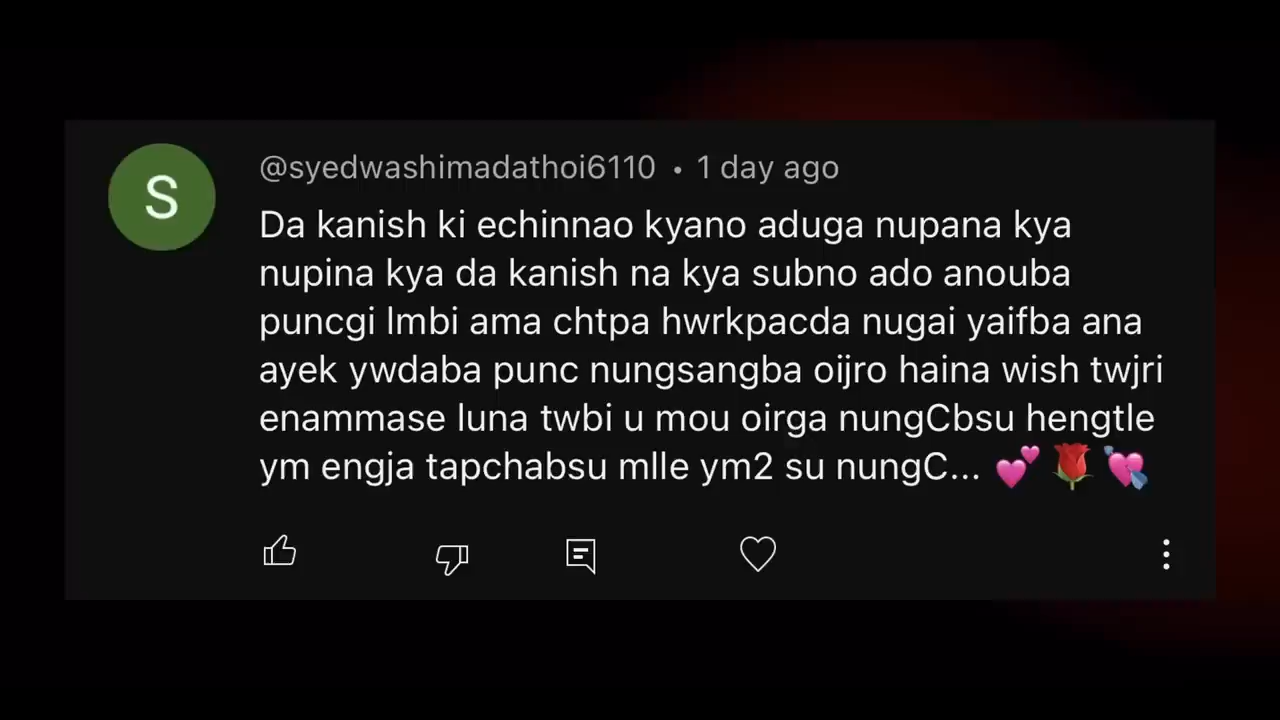 S
@syedwashimadathoi6110 • 1 day ago
Da kanish ki echinnao kyano aduga nupana kya
nupina kya da kanish na kya subno ado anouba
puncgi lmbi ama chtpa hwrkpacda nugai yaifba ana
ayek ywdaba punc nungsangba oijro haina wish twjri
enammase luna twbi u mou oirga nungCbsu hengtle
ym engja tapchabsu mlle ym2 su nungC... 💕🌹💘